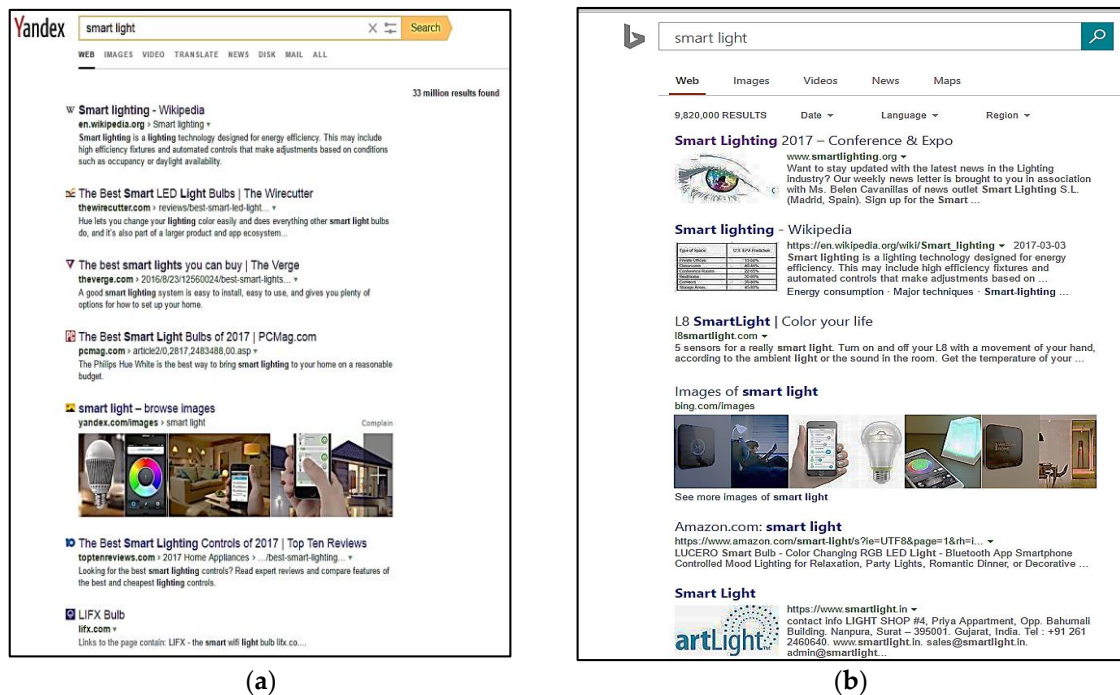 Yandex
smart light
Search
WEB IMAGES VIDEO TRANSLATE NEWS DISK MAIL ALL
33 million results found
Smart lighting - Wikipedia
en.wikipedia.org › Smart lighting
Smart lighting is a lighting technology designed for energy efficiency. This may include
high efficiency fixtures and automated controls that make adjustments based on conditions
such as occupancy or daylight availability.
The Best Smart LED Light Bulbs | The Wirecutter
thewirecutter.com › reviews/best-smart-led-light...
Hue lets you change your lighting color easily and does everything other smart light bulbs
do, and it's also part of a larger product and app ecosystem...
The best smart lights you can buy | The Verge
theverge.com › 2016/8/23/12560024/best-smart-lights...
A good smart lighting system is easy to install, easy to use, and gives you plenty of
options for how to set up your home.
The Best Smart Light Bulbs of 2017 | PCMag.com
pcmag.com › article2/0,2817,2483488,00.asp
The Philips Hue White is the best way to bring smart lighting to your home on a reasonable
budget.
smart light – browse images
yandex.com/images › smart light
Complain
The Best Smart Lighting Controls of 2017 | Top Ten Reviews
toptenreviews.com › 2017 Home Appliances › .../best-smart-lighting...
Looking for the best smart lighting controls? Read expert reviews and compare features of
the best and cheapest lighting controls.
LIFX Bulb
lifx.com
Links to the page contain: LIFX - the smart wifi light bulb lifx.co....
(a)
smart light
Web Images Videos News Maps
9,820,000 RESULTS Date Language Region
Smart Lighting 2017 – Conference & Expo
www.smartlighting.org
Want to stay updated with the latest news in the Lighting
industry? Our weekly news letter is brought to you in association
with Ms. Belen Cavanillas of news outlet Smart Lighting S.L.
(Madrid, Spain). Sign up for the Smart ...
Smart lighting - Wikipedia
https://en.wikipedia.org/wiki/Smart_lighting 2017-03-03
Smart lighting is a lighting technology designed for energy
efficiency. This may include high efficiency fixtures and
automated controls that make adjustments based on ...
Energy consumption · Major techniques · Smart-lighting ...
L8 SmartLight | Color your life
l8smartlight.com
5 sensors for a really smart light. Turn on and off your L8 with a movement of your hand,
according to the ambient light or the sound in the room. Get the temperature of your ...
Images of smart light
bing.com/images
See more images of smart light
Amazon.com: smart light
https://www.amazon.com/smart-light/s?ie=UTF8&page=1&rh=i...
LUCERO Smart Bulb - Color Changing RGB LED Light - Bluetooth App Smartphone
Controlled Mood Lighting for Relaxation, Party Lights, Romantic Dinner, or Decorative ...
Smart Light
artLight
https://www.smartlight.in
contact info LIGHT SHOP #4, Priya Appartment, Opp. Bahumali
Building. Nanpura, Surat – 395001. Gujarat, India. Tel : +91 261
2460640. www.smartlight.in. sales@smartlight.in.
admin@smartlight...
(b)